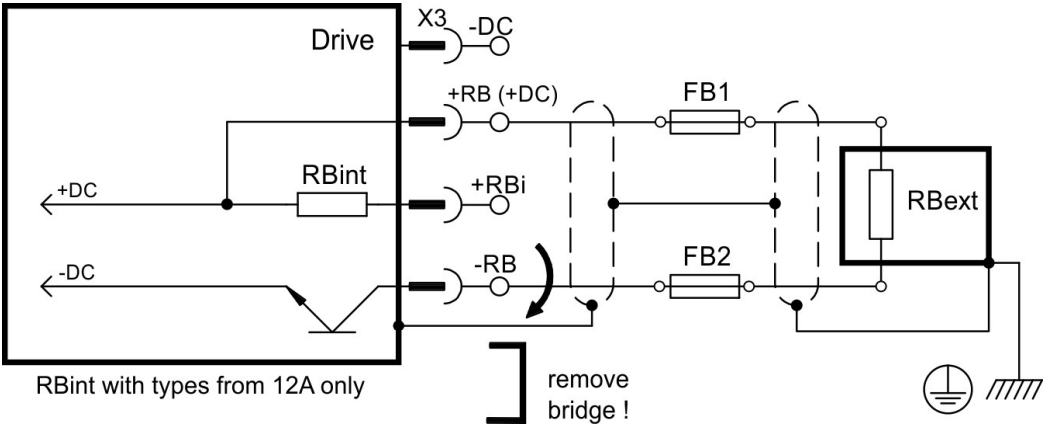 X3
-DC
Drive
+RB (+DC)
FB1
RBint
+RBi
+DC
RBext
-DC
-RB
FB2
RBint with types from 12A only
remove
bridge !